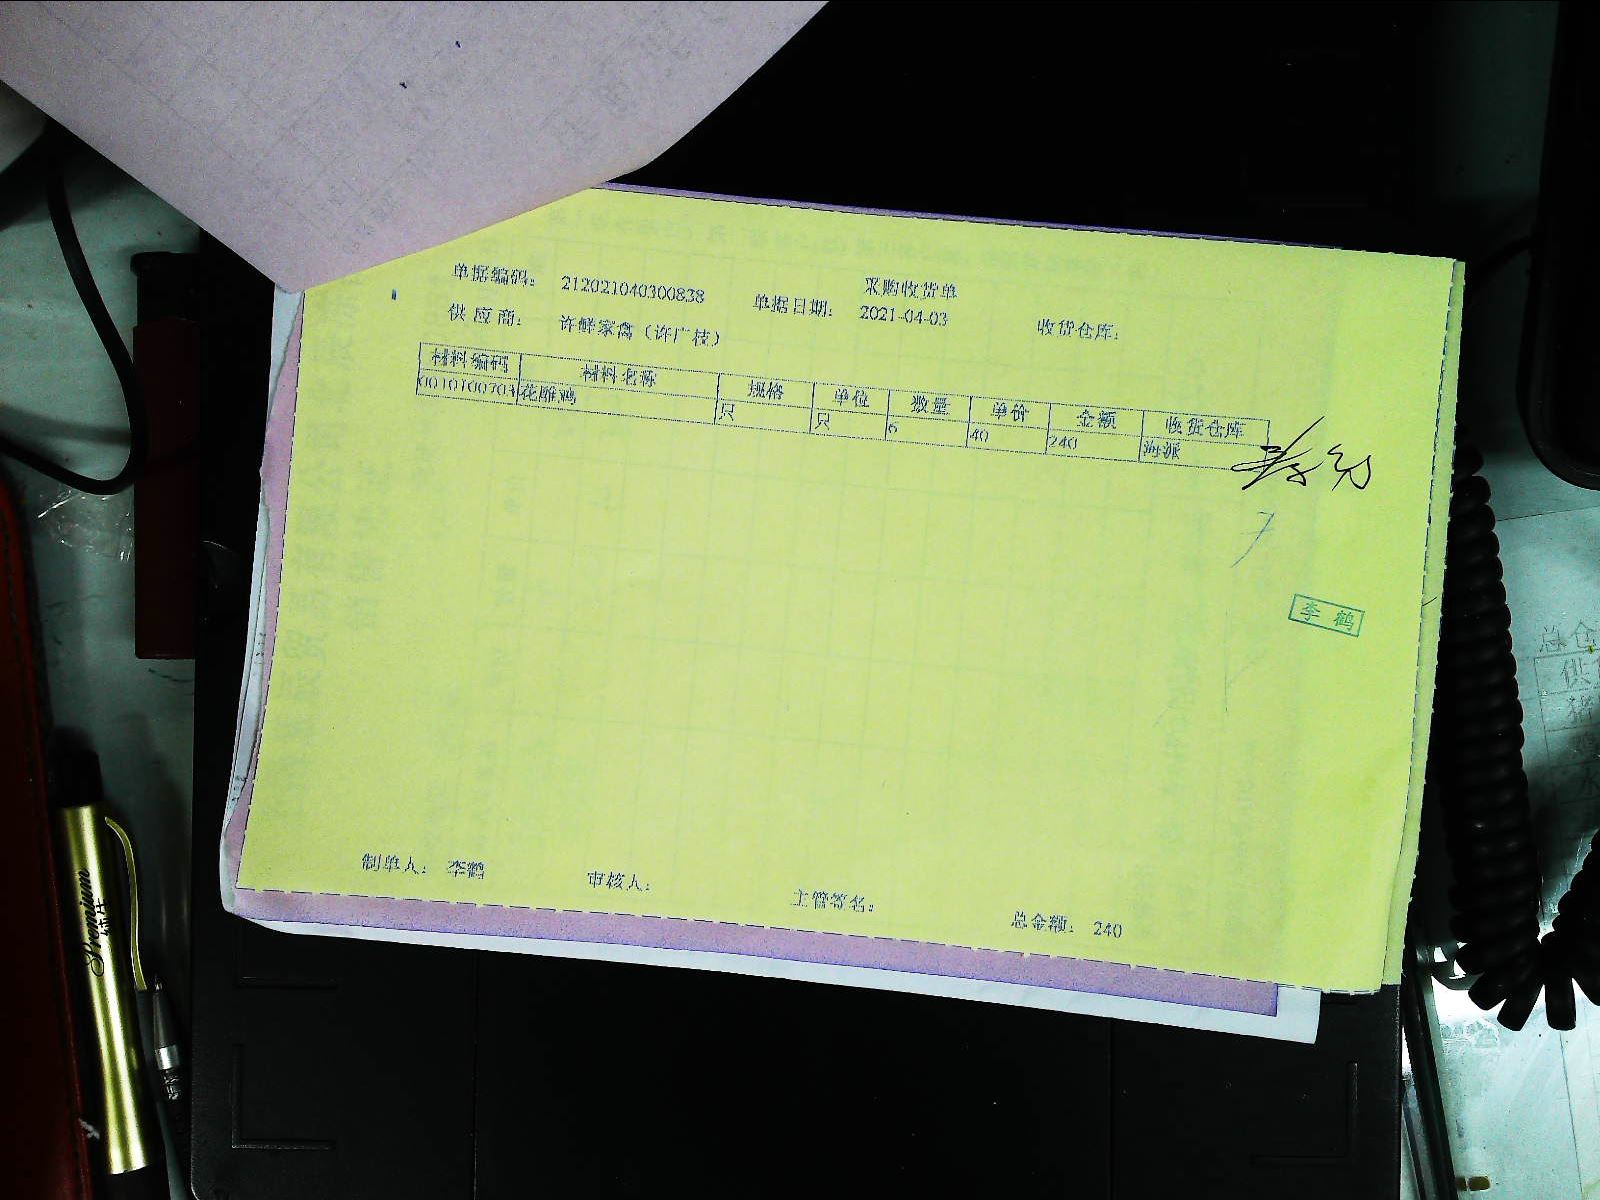 采购收货单
单据编码： 212021040300838 单据日期： 2021-04-03 收货仓库：
供应商： 许鲜家禽（许广枝）
材料编码 材料名称 规格 单位 数量 单价 金额 收货仓库
花雕鸡 只 只 6 40 240 海派
李鹤
制单人： 李鹤 审核人： 主管签名： 总金额： 240
Premium
总仓